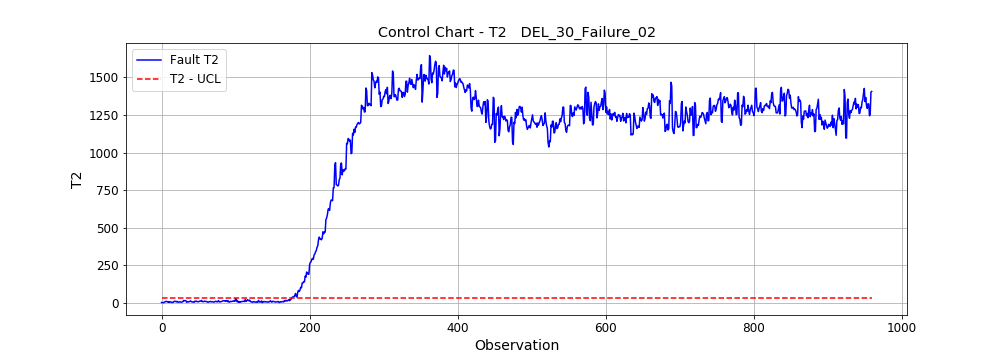 Control Chart - T2   DEL_30_Failure_02
Fault T2
T2 - UCL
1500
1250
1000
750
500
250
0
T2
0 200 400 600 800 1000
Observation